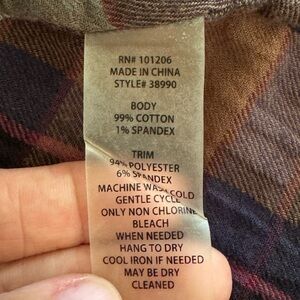 RN# 101206
MADE IN CHINA
STYLE# 38990
BODY
99% COTTON
1% SPANDEX
TRIM
94% POLYESTER
6% SPANDEX
MACHINE WASH COLD
GENTLE CYCLE
ONLY NON CHLORINE
BLEACH
WHEN NEEDED
HANG TO DRY
COOL IRON IF NEEDED
MAY BE DRY
CLEANED